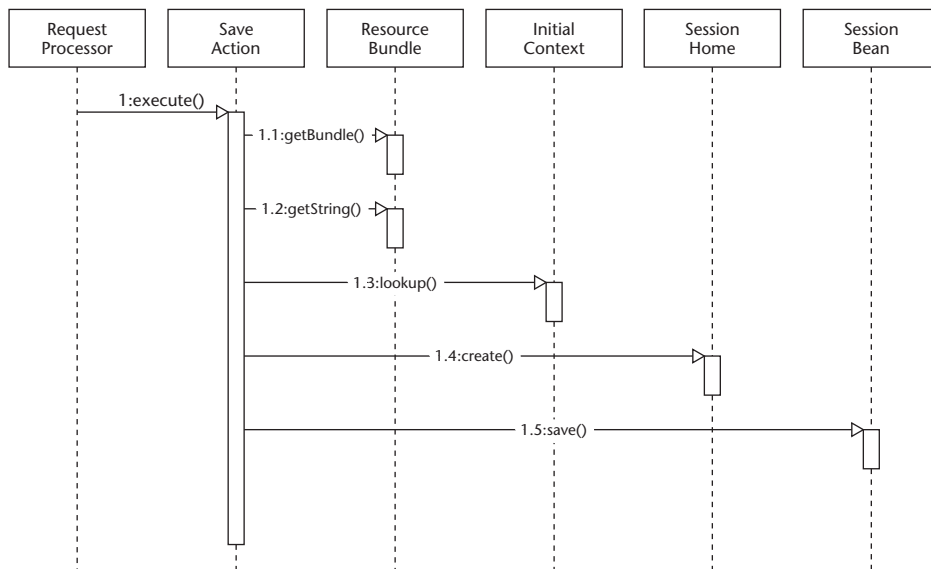 Request
Processor
Save
Action
Resource
Bundle
Initial
Context
Session
Home
Session
Bean
1:execute()
1.1:getBundle()
1.2:getString()
1.3:lookup()
1.4:create()
1.5:save()